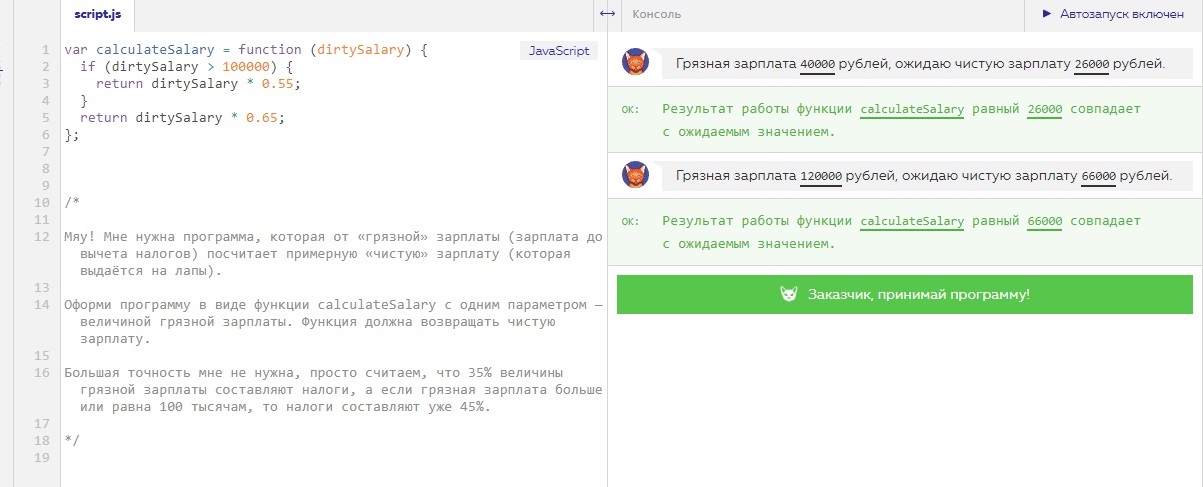 script.js
1 var calculateSalary = function (dirtySalary) {
JavaScript
2 if (dirtySalary > 100000) {
3 return dirtySalary * 0.55;
4 }
5 return dirtySalary * 0.65;
6 };
7
8
9
10 /*
11
12 Мяу! Мне нужна программа, которая от «грязной» зарплаты (зарплата до
вычета налогов) посчитает примерную «чистую» зарплату (которая
выдаётся на лапы).
13
14 Оформи программу в виде функции calculateSalary с одним параметром –
величиной грязной зарплаты. Функция должна возвращать чистую
зарплату.
15
16 Большая точность мне не нужна, просто считаем, что 35% величины
грязной зарплаты составляют налоги, а если грязная зарплата больше
или равна 100 тысячам, то налоги составляют уже 45%.
17
18 */
19
Консоль
Автозапуск включен
Грязная зарплата 40000 рублей, ожидаю чистую зарплату 26000 рублей.
ОК: Результат работы функции calculateSalary равный 26000 совпадает
с ожидаемым значением.
Грязная зарплата 120000 рублей, ожидаю чистую зарплату 66000 рублей.
ОК: Результат работы функции calculateSalary равный 66000 совпадает
с ожидаемым значением.
Заказчик, принимай программу!